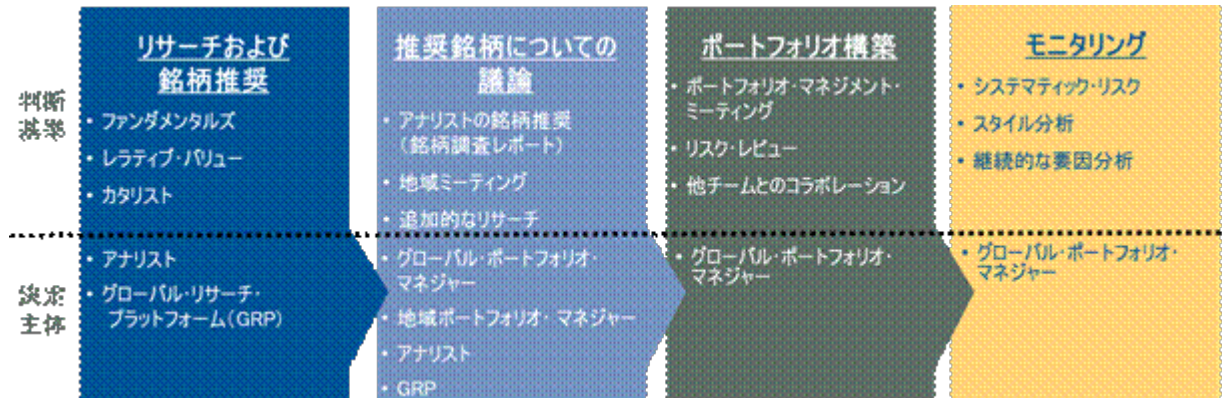 リサーチおよび
銘柄推奨
・ファンダメンタルズ
・レラティブ・バリュー
・カタリスト
推奨銘柄についての
議論
・アナリストの銘柄推奨
（銘柄調査レポート）
・地域ミーティング
・追加的なリサーチ
ポートフォリオ構築
・ポートフォリオ・マネジメント・
ミーティング
・リスク・レビュー
・他チームとのコラボレーション
モニタリング
・システマティック・リスク
・スタイル分析
・継続的な要因分析
判断
基準
・アナリスト
・グローバル・リサーチ・
プラットフォーム（GRP）
・グローバル・ポートフォリオ・
マネジャー
・地域ポートフォリオ・マネジャー
・アナリスト
・GRP
・グローバル・ポートフォリオ・
マネジャー
・グローバル・ポートフォリオ・
マネジャー
決定
主体